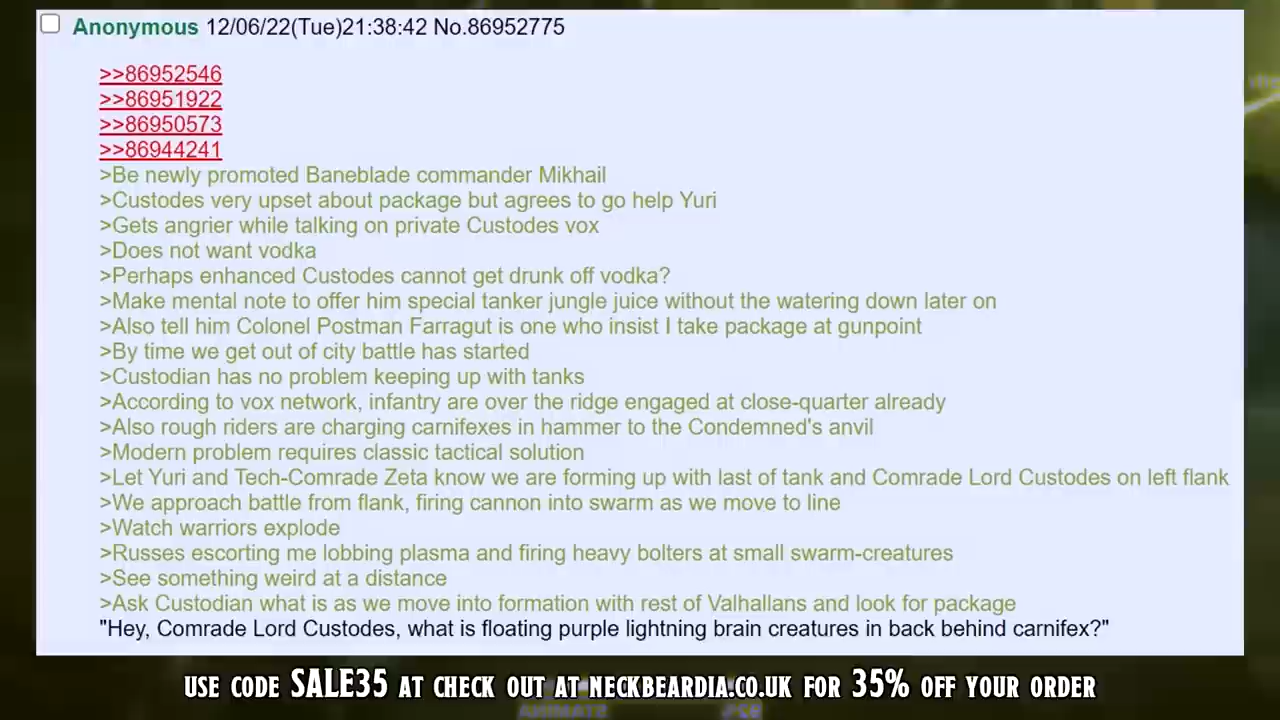 Anonymous 12/06/22(Tue)21:38:42 No.86952775
>>86952546
>>86951922
>>86950573
>>86944241
>Be newly promoted Baneblade commander Mikhail
>Custodes very upset about package but agrees to go help Yuri
>Gets angrier while talking on private Custodes vox
>Does not want vodka
>Perhaps enhanced Custodes cannot get drunk off vodka?
>Make mental note to offer him special tanker jungle juice without the watering down later on
>Also tell him Colonel Postman Farragut is one who insist I take package at gunpoint
>By time we get out of city battle has started
>Custodian has no problem keeping up with tanks
>According to vox network, infantry are over the ridge engaged at close-quarter already
>Also rough riders are charging carnifexes in hammer to the Condemned's anvil
>Modern problem requires classic tactical solution
>Let Yuri and Tech-Comrade Zeta know we are forming up with last of tank and Comrade Lord Custodes on left flank
>We approach battle from flank, firing cannon into swarm as we move to line
>Watch warriors explode
>Russes escorting me lobbing plasma and firing heavy bolters at small swarm-creatures
>See something weird at a distance
>Ask Custodian what is as we move into formation with rest of Valhallans and look for package
"Hey, Comrade Lord Custodes, what is floating purple lightning brain creatures in back behind carnifex?"
USE CODE SALE35 AT CHECK OUT AT NECKBEARDIA.CO.UK FOR 35% OFF YOUR ORDER